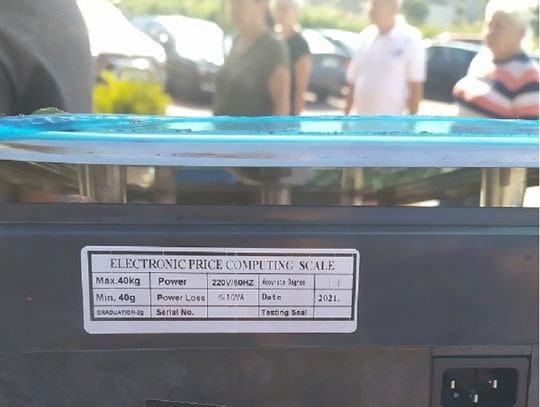 ELECTRONIC PRICE COMPUTING SCALE
Max.40kg Power 220V/50HZ Accurate Degree
Min. 40g Power Loss ≤10VA Date 2021.
GRADUATION-2g Serial No. Testing Seal